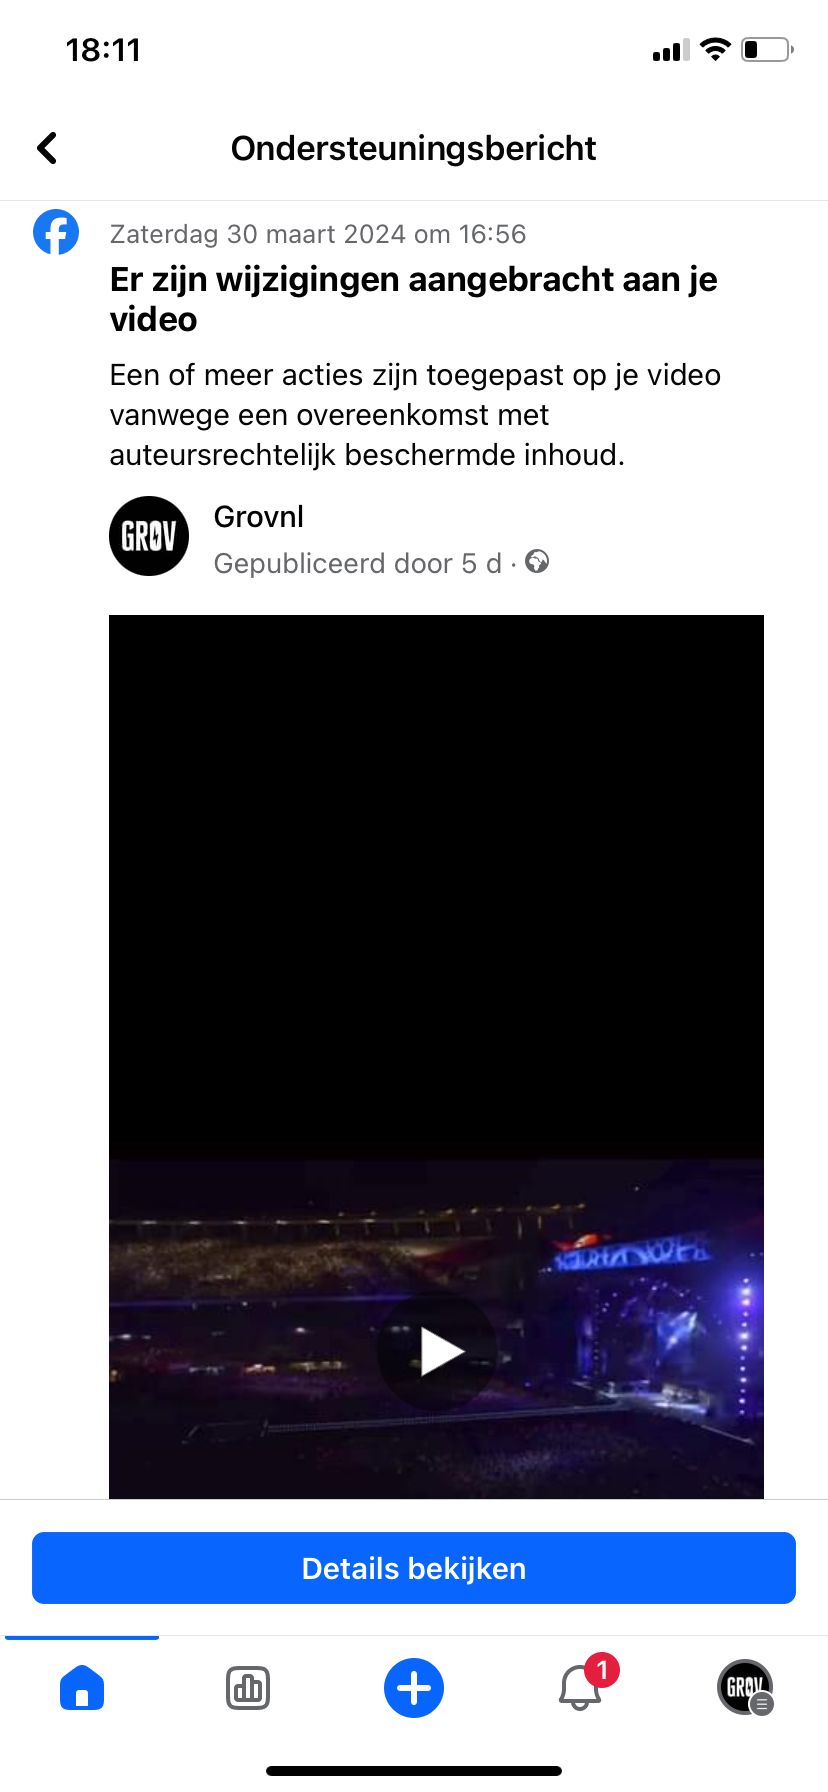 18:11
Ondersteuningsbericht
Zaterdag 30 maart 2024 om 16:56
Er zijn wijzigingen aangebracht aan je
video
Een of meer acties zijn toegepast op je video
vanwege een overeenkomst met
auteursrechtelijk beschermde inhoud.
GRØV
Grovnl
Gepubliceerd door 5 d ·
Details bekijken
1
GRØV